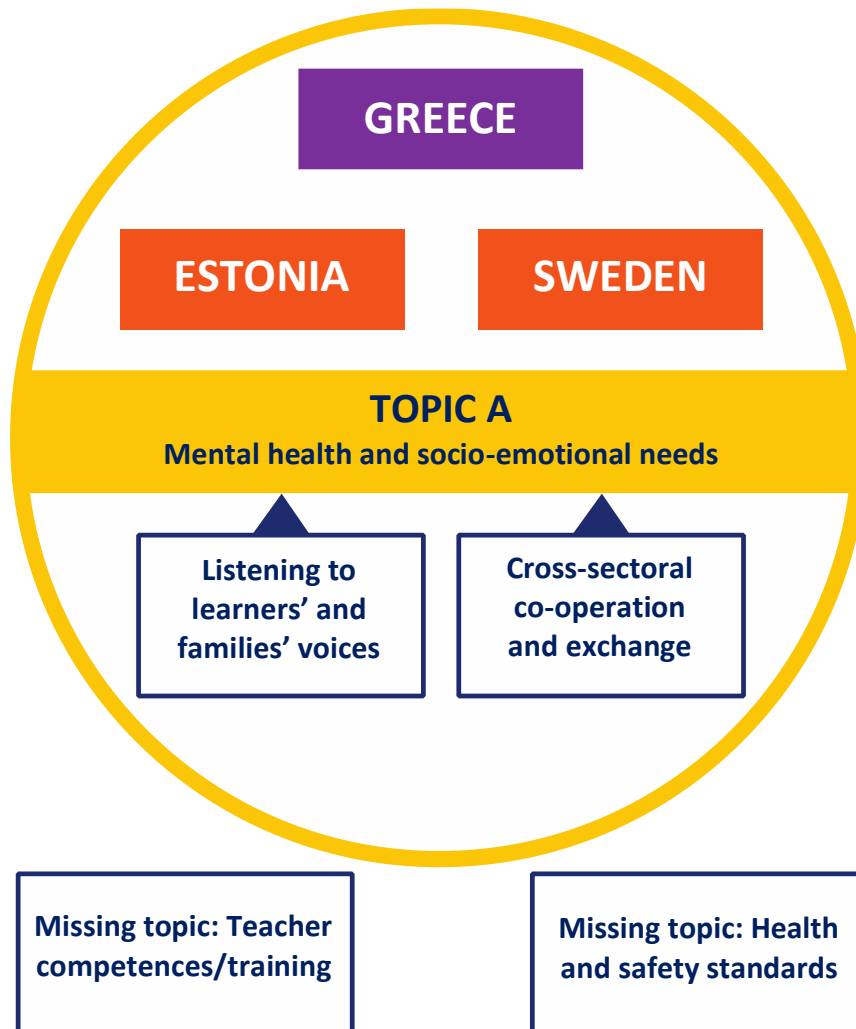 GREECE
ESTONIA
SWEDEN
TOPIC A
Mental health and socio-emotional needs
Listening to
learners’ and
families’ voices
Cross-sectoral
co-operation
and exchange
Missing topic: Teacher
competences/training
Missing topic: Health
and safety standards